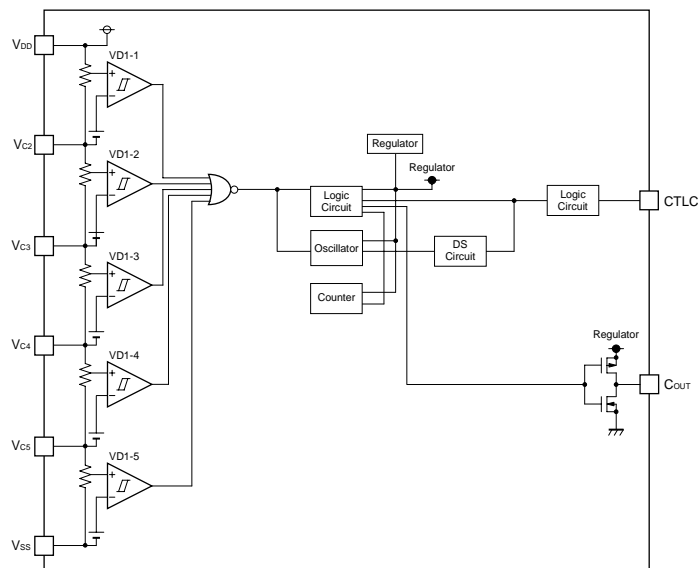 VDD
VD1-1
+
−
VC2
VD1-2
+
−
VC3
VD1-3
+
−
VC4
VD1-4
+
−
VC5
VD1-5
+
−
VSS
Regulator
Regulator
Logic
Circuit
Oscillator
Counter
DS
Circuit
Logic
Circuit
CTLC
Regulator
COUT